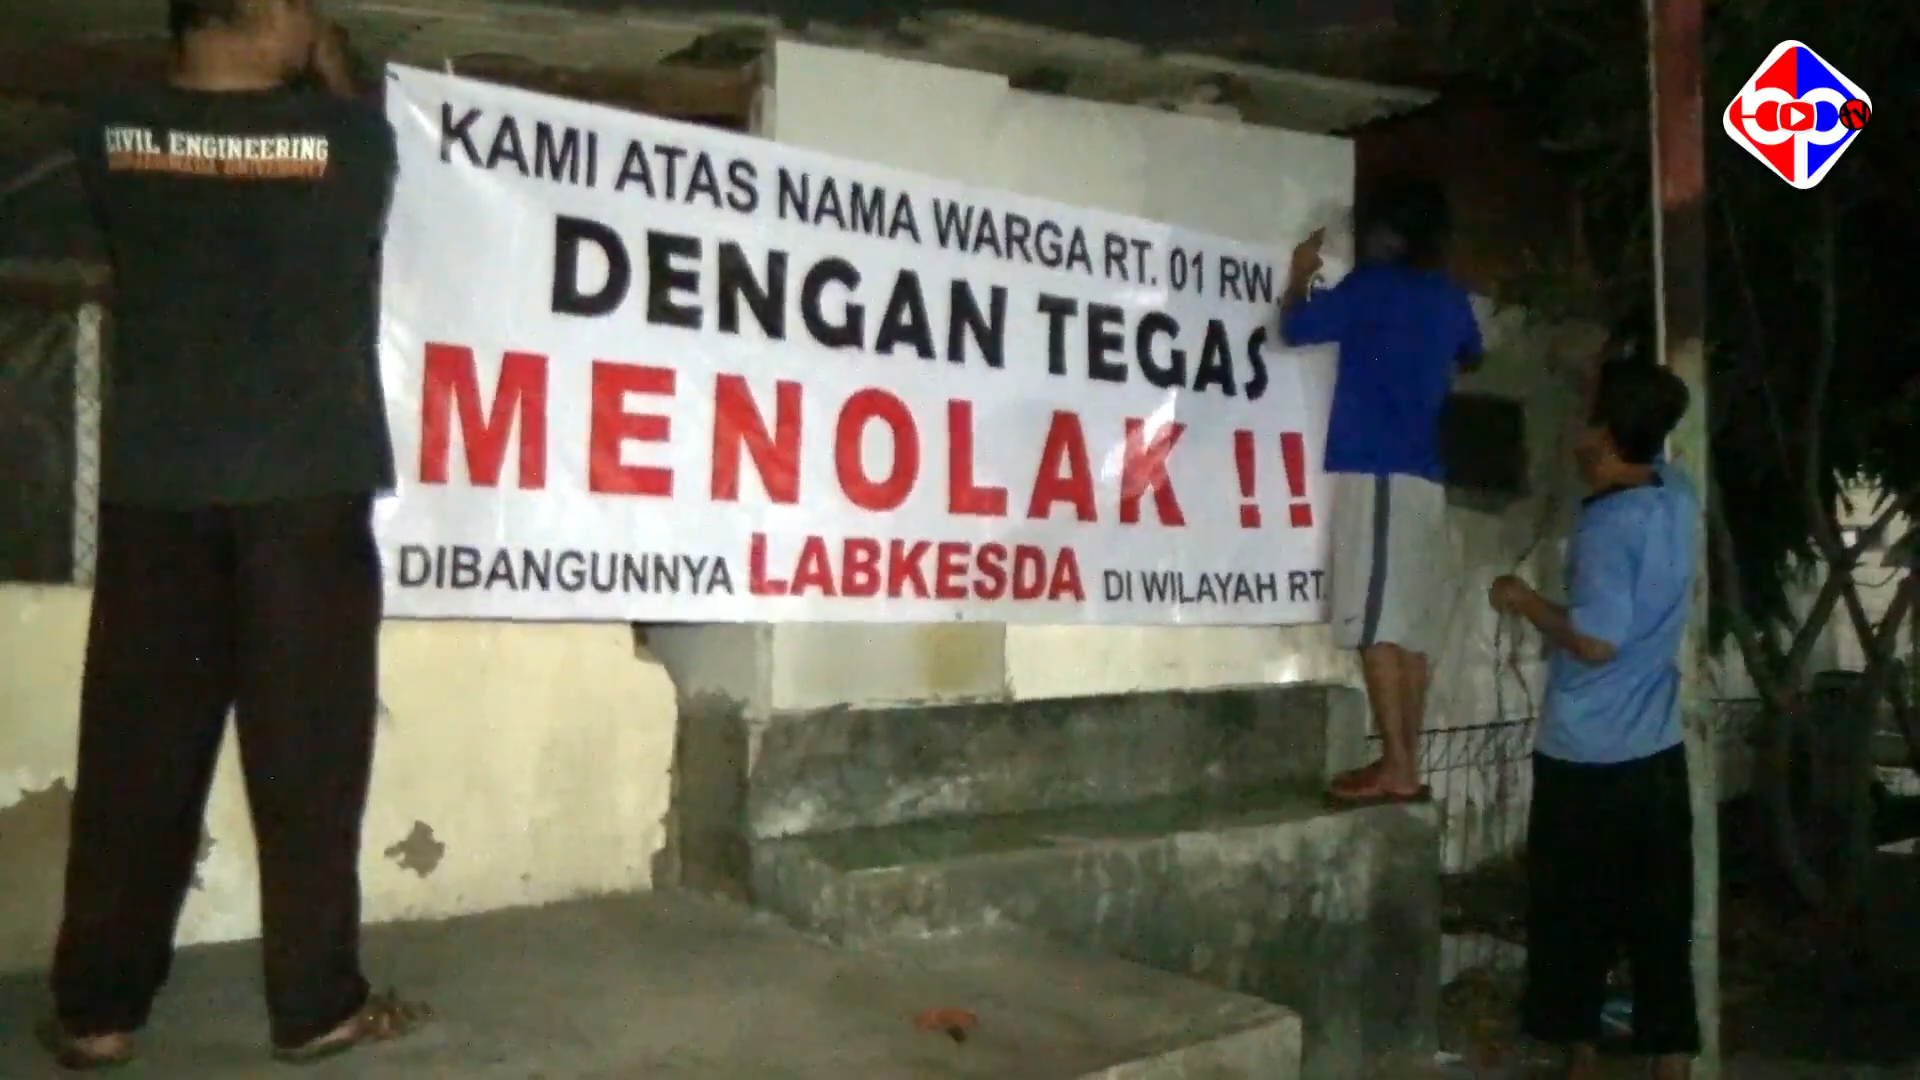 CIVIL ENGINEERING
KAMI ATAS NAMA WARGA RT. 01 RW.
DENGAN TEGAS
MENOLAK !!
DIBANGUNNYA LABKESDA DI WILAYAH RT.